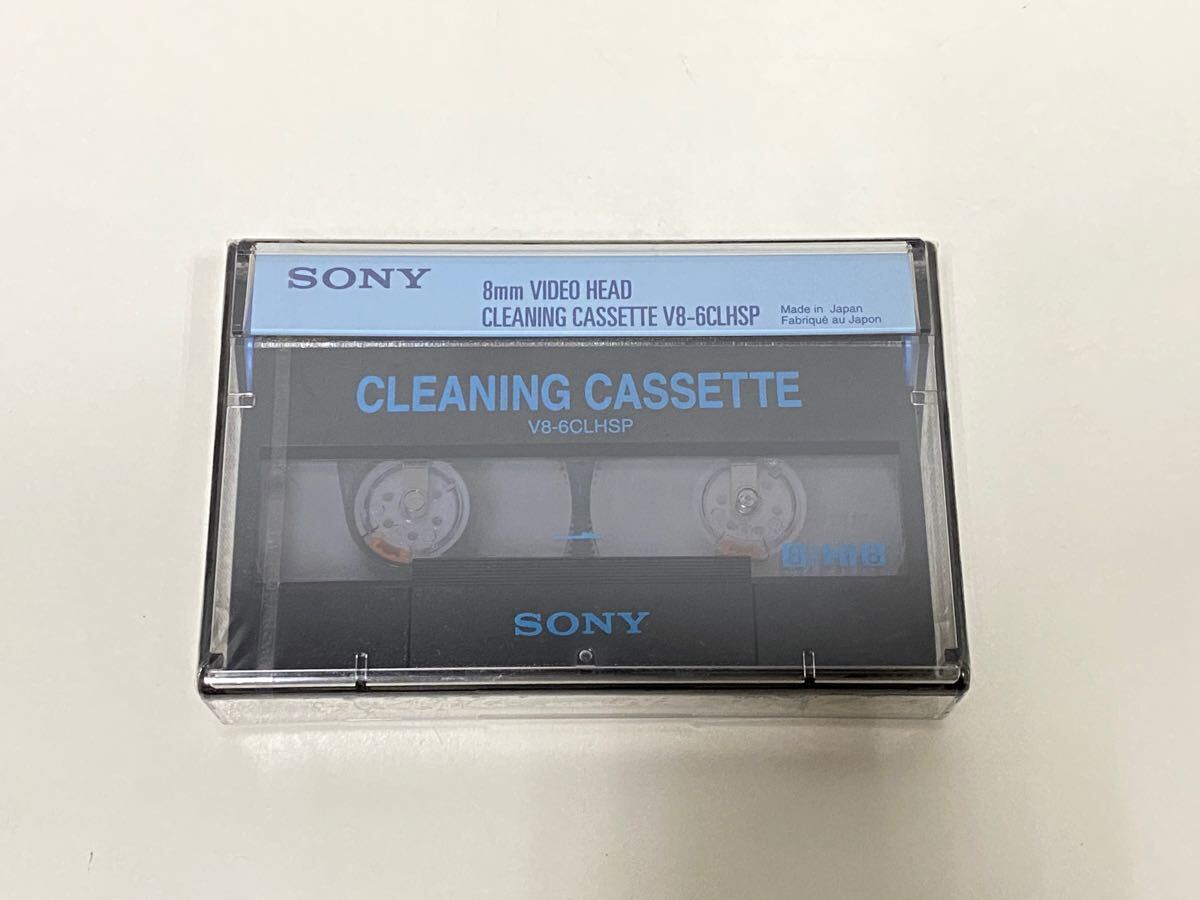 SONY
8mm VIDEO HEAD
CLEANING CASSETTE V8-6CLHSP
Made in Japan
Fabriqué au Japon
CLEANING CASSETTE
V8-6CLHSP
SONY